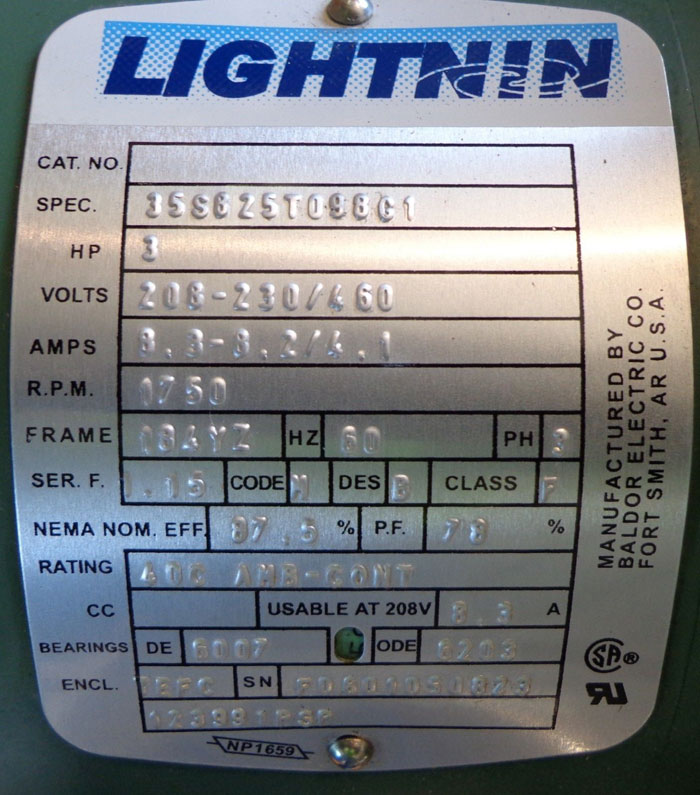 LIGHTNIN
CAT. NO.
SPEC. 35S825T098G1
HP 3
VOLTS 208-230/460
AMPS 8.3-8.2/4.1
R.P.M. 1750
FRAME 184YZ HZ 60 PH 3
SER. F. 1.15 CODE DES B CLASS F
NEMA NOM. EFF. 87.5 % P.F. 78 %
RATING 40C AMB-CONT
CC USABLE AT 208V 8.3 A
BEARINGS DE 6007 ODE 6203
ENCL. TEFC SN
NP1659
MANUFACTURED BY
BALDOR ELECTRIC CO.
FORT SMITH, AR U.S.A.
SA ®